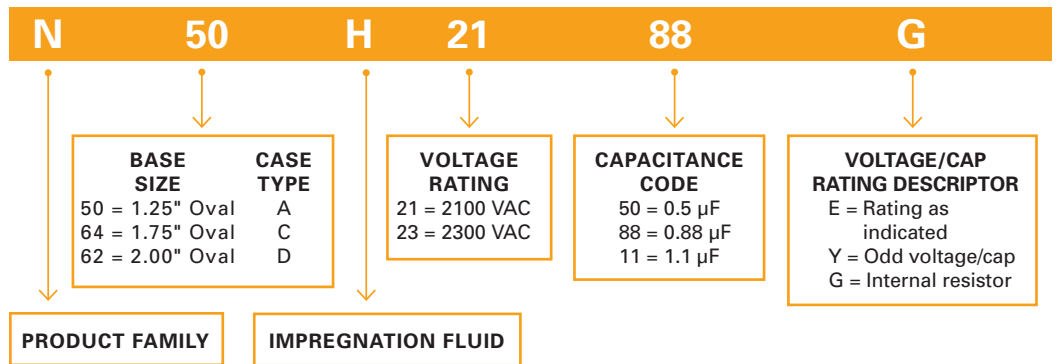 N 50 H 21 88 G
BASE SIZE CASE TYPE
50 = 1.25" Oval A
64 = 1.75" Oval C
62 = 2.00" Oval D
VOLTAGE
RATING
21 = 2100 VAC
23 = 2300 VAC
CAPACITANCE
CODE
50 = 0.5 µF
88 = 0.88 µF
11 = 1.1 µF
VOLTAGE/CAP
RATING DESCRIPTOR
E = Rating as
indicated
Y = Odd voltage/cap
G = Internal resistor
PRODUCT FAMILY
IMPREGNATION FLUID